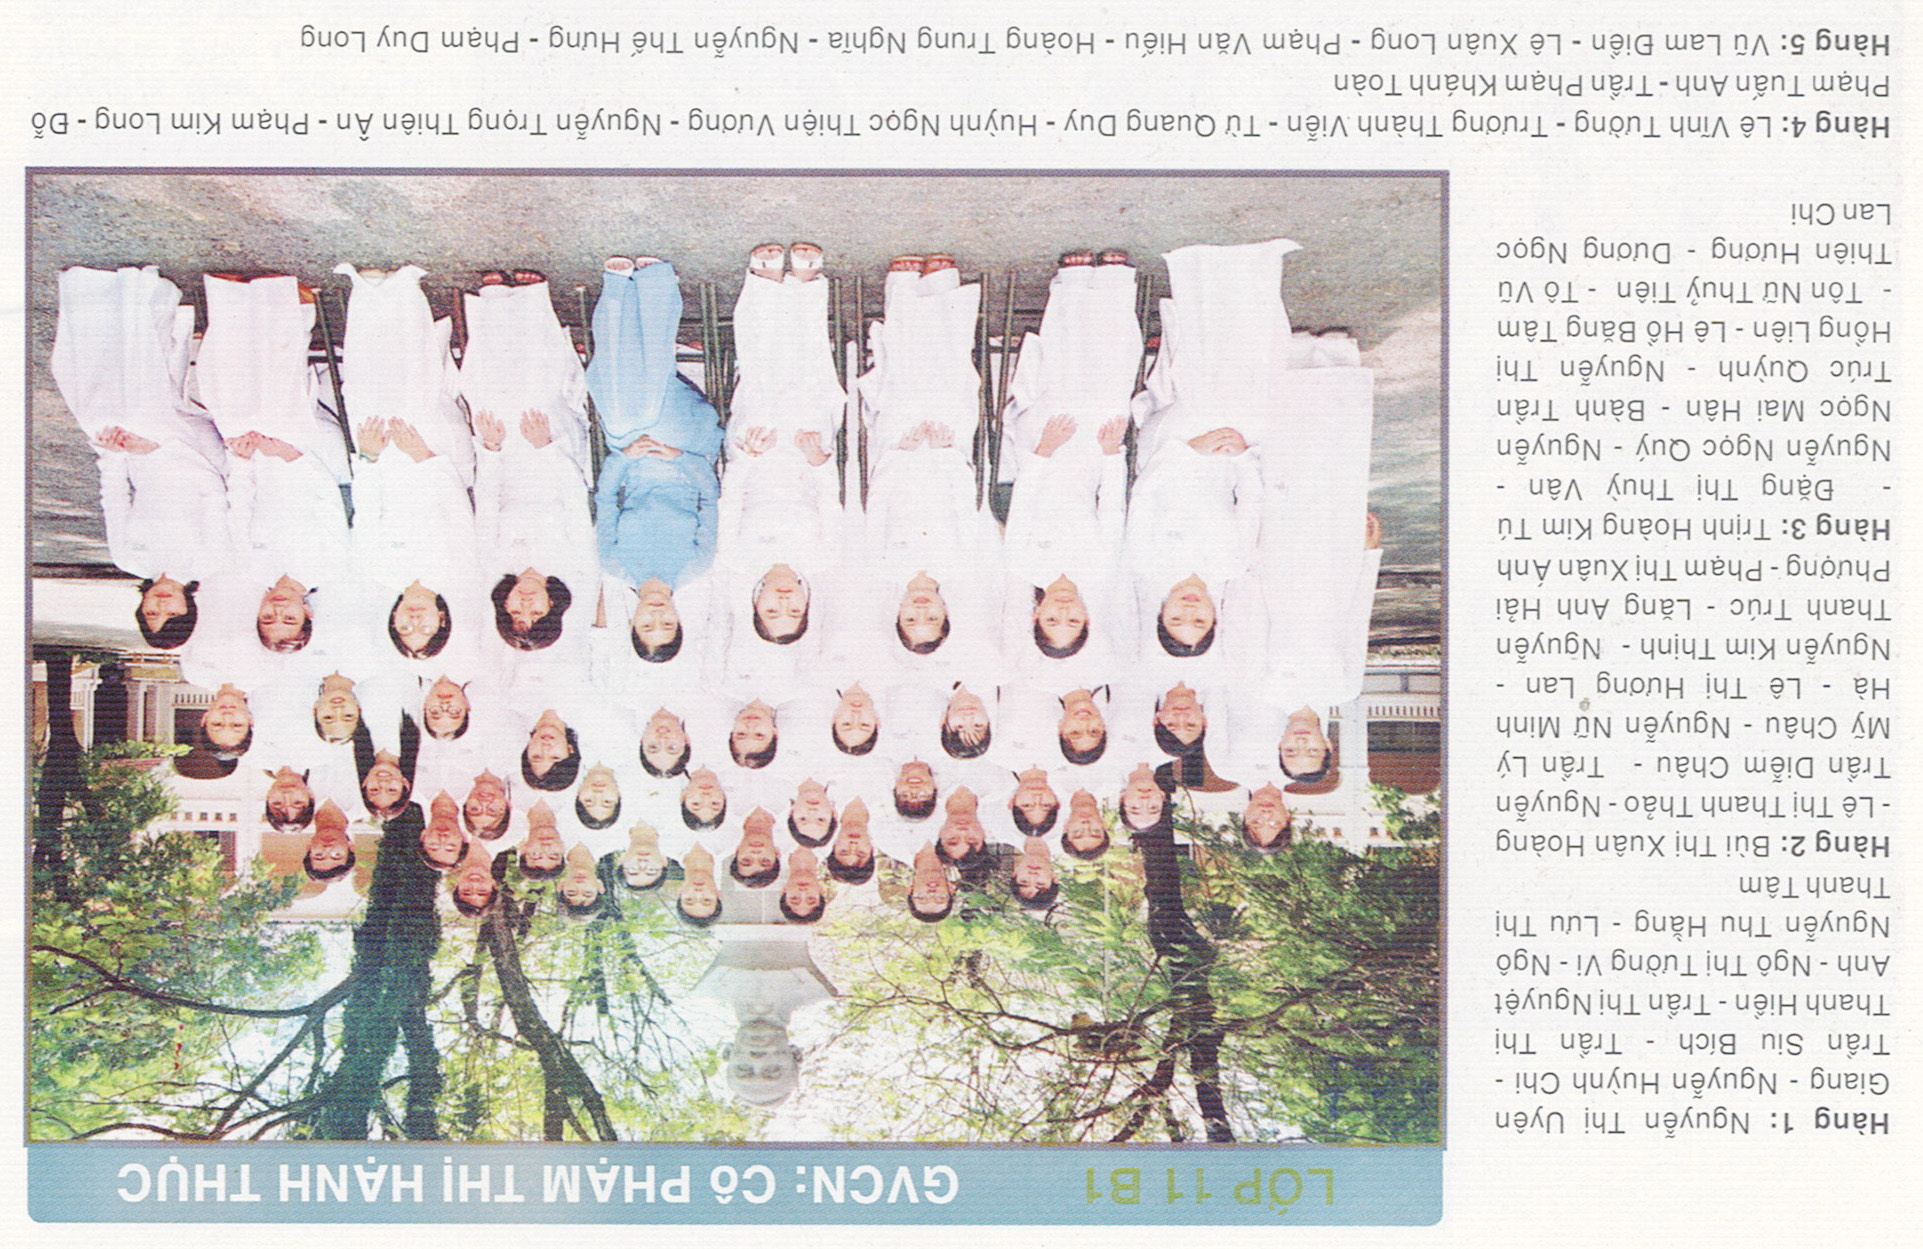 LỚP 11 B1 GVCN: Cô PHẠM THỊ HẠNH THỤC
Hàng 1: Nguyễn Thị Uyên
Giang - Nguyễn Huỳnh Chi -
Trần Siu Bích - Trần Thị
Thanh Hiền - Trần Thị Nguyệt
Anh - Ngô Thị Tường Vi - Ngô
Nguyễn Thu Hằng - Lưu Thị
Thanh Tâm
Hàng 2: Bùi Thị Xuân Hoàng
- Lê Thị Thanh Thảo - Nguyễn
Trần Diễm Châu - Trần Lý
Mỹ Châu - Nguyễn Nữ Minh
Hà - Lê Thị Hương Lan -
Nguyễn Kim Thịnh - Nguyễn
Thanh Trúc - Lăng Anh Hải
Phượng - Phạm Thị Xuân Ánh
Hàng 3: Trịnh Hoàng Kim Tú
- Đặng Thị Thuỳ Vân -
Nguyễn Ngọc Quý - Nguyễn
Ngọc Mai Hân - Bành Trần
Trúc Quỳnh - Nguyễn Thị
Hồng Liên - Lê Hồ Băng Tâm
- Tôn Nữ Thuỷ Tiên - Tô Vũ
Thiên Hương - Dương Ngọc
Lan Chi
Hàng 4: Lê Vĩnh Tường - Trương Thành Viễn - Từ Quang Duy - Huỳnh Ngọc Thiện Vương - Nguyễn Trọng Thiên Ân - Phạm Kim Long - Đỗ
Phạm Tuấn Anh - Trần Phạm Khánh Toàn
Hàng 5: Vũ Lam Điền - Lê Xuân Long - Phạm Văn Hiếu - Hoàng Trung Nghĩa - Nguyễn Thế Hưng - Phạm Duy Long